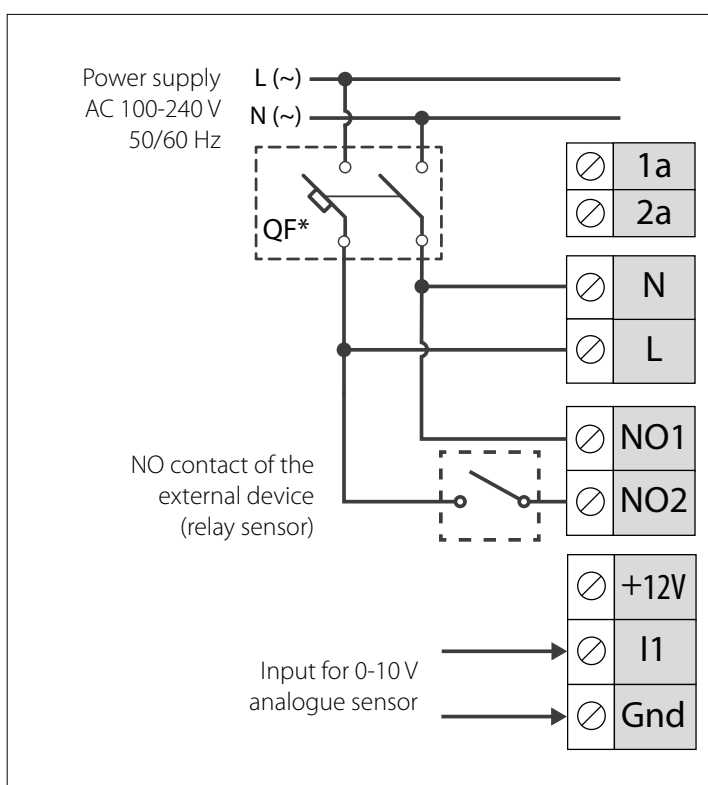 Power supply
AC 100-240 V
50/60 Hz
L (~)
N (~)
QF*
1a
2a
N
L
NO1
NO2
NO contact of the
external device
(relay sensor)
+12V
I1
Gnd
Input for 0-10 V
analogue sensor